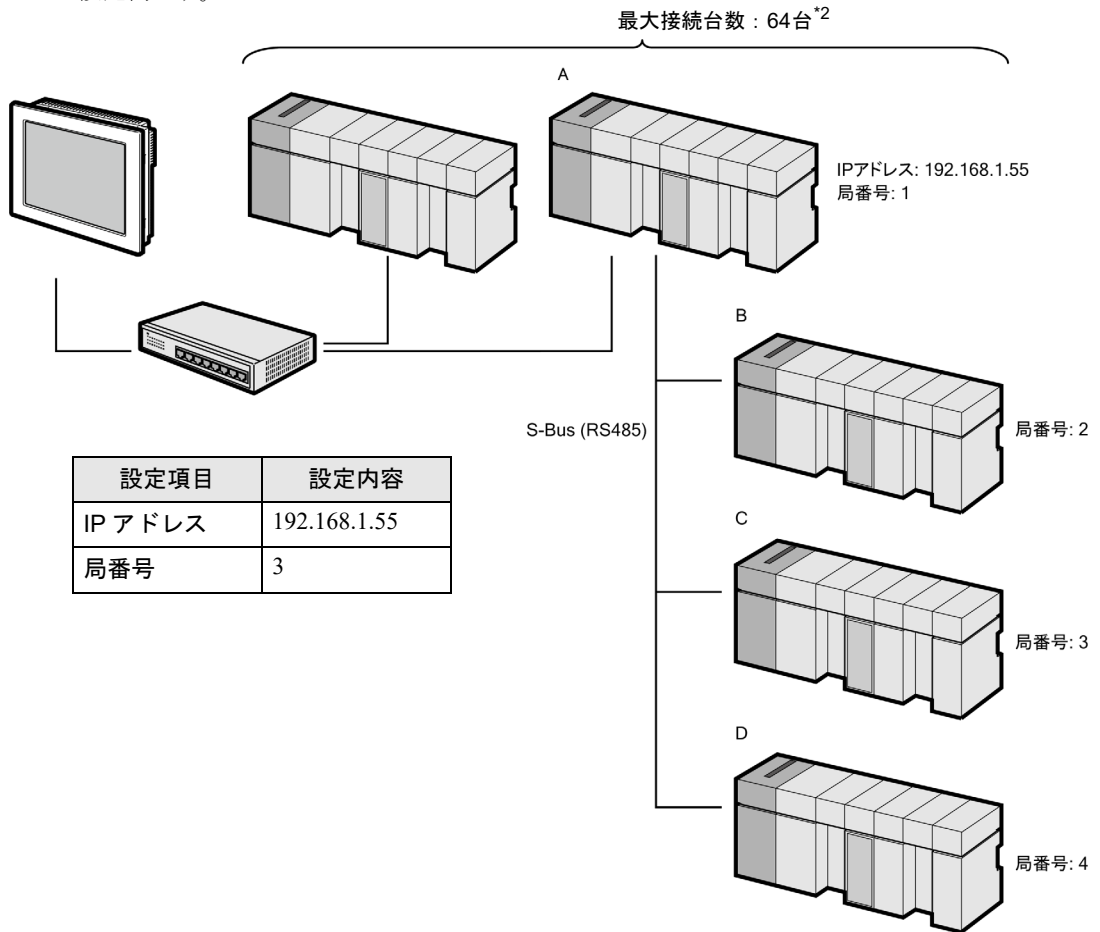 最大接続台数：64台*2
A
IPアドレス: 192.168.1.55
局番号: 1
B
局番号: 2
S-Bus (RS485)
設定項目 設定内容
IP アドレス 192.168.1.55
局番号 3
C
局番号: 3
D
局番号: 4